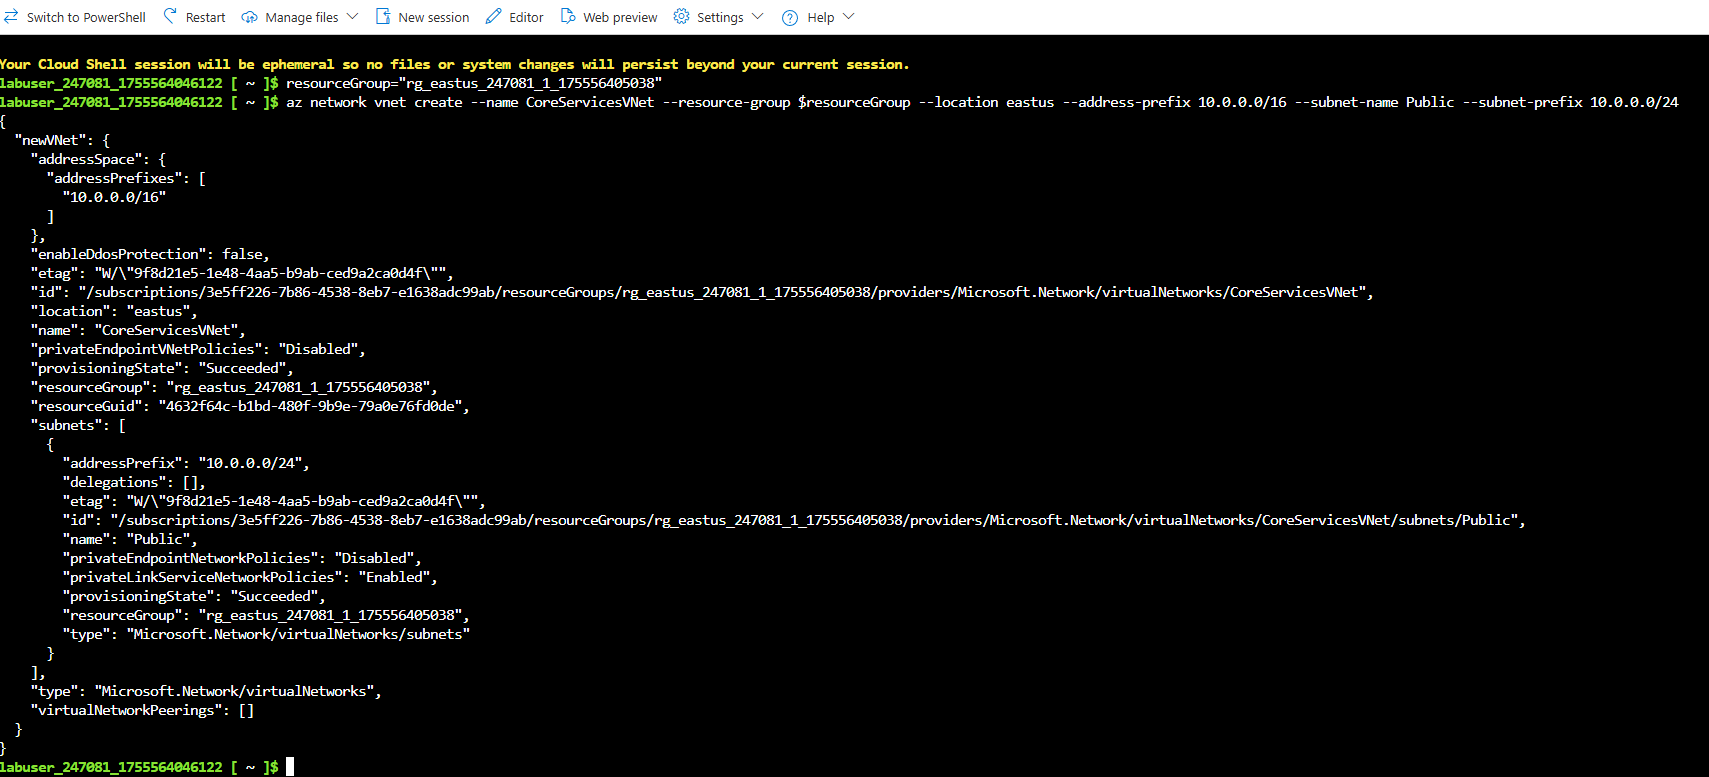 Switch to PowerShell Restart Manage files New session Editor Web preview Settings Help
Your Cloud Shell session will be ephemeral so no files or system changes will persist beyond your current session.
labuser_247081_1755564046122 [ ~ ]$ resourceGroup="rg_eastus_247081_1_175556405038"
labuser_247081_1755564046122 [ ~ ]$ az network vnet create --name CoreServicesVNet --resource-group $resourceGroup --location eastus --address-prefix 10.0.0.0/16 --subnet-name Public --subnet-prefix 10.0.0.0/24
{
  "newVNet": {
    "addressSpace": {
      "addressPrefixes": [
        "10.0.0.0/16"
      ]
    },
    "enableDdosProtection": false,
    "etag": "W/\"9f8d21e5-1e48-4aa5-b9ab-ced9a2ca0d4f\"",
    "id": "/subscriptions/3e5ff226-7b86-4538-8eb7-e1638adc99ab/resourceGroups/rg_eastus_247081_1_175556405038/providers/Microsoft.Network/virtualNetworks/CoreServicesVNet",
    "location": "eastus",
    "name": "CoreServicesVNet",
    "privateEndpointVNetPolicies": "Disabled",
    "provisioningState": "Succeeded",
    "resourceGroup": "rg_eastus_247081_1_175556405038",
    "resourceGuid": "4632f64c-b1bd-480f-9b9e-79a0e76fd0de",
    "subnets": [
      {
        "addressPrefix": "10.0.0.0/24",
        "delegations": [],
        "etag": "W/\"9f8d21e5-1e48-4aa5-b9ab-ced9a2ca0d4f\"",
        "id": "/subscriptions/3e5ff226-7b86-4538-8eb7-e1638adc99ab/resourceGroups/rg_eastus_247081_1_175556405038/providers/Microsoft.Network/virtualNetworks/CoreServicesVNet/subnets/Public",
        "name": "Public",
        "privateEndpointNetworkPolicies": "Disabled",
        "privateLinkServiceNetworkPolicies": "Enabled",
        "provisioningState": "Succeeded",
        "resourceGroup": "rg_eastus_247081_1_175556405038",
        "type": "Microsoft.Network/virtualNetworks/subnets"
      }
    ],
    "type": "Microsoft.Network/virtualNetworks",
    "virtualNetworkPeerings": []
  }
}
labuser_247081_1755564046122 [ ~ ]$